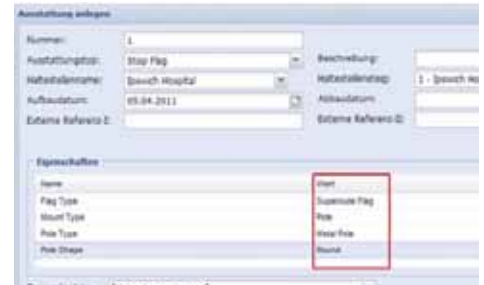 Ausstattung anlegen
Nummer: 1
Ausstattungstyp: Stop Flag Beschreibung:
Haltestellenname: Ipswich Hospital Haltestellensteig: 1 - Ipswich Ho
Aufbaudatum: 05.04.2011 Abbaudatum:
Externe Referenz I: Externe Referenz II:
Eigenschaften
Name Wert
Flag Type Superoute Flag
Mount Type Pole
Pole Type Metal Pole
Pole Shape Round